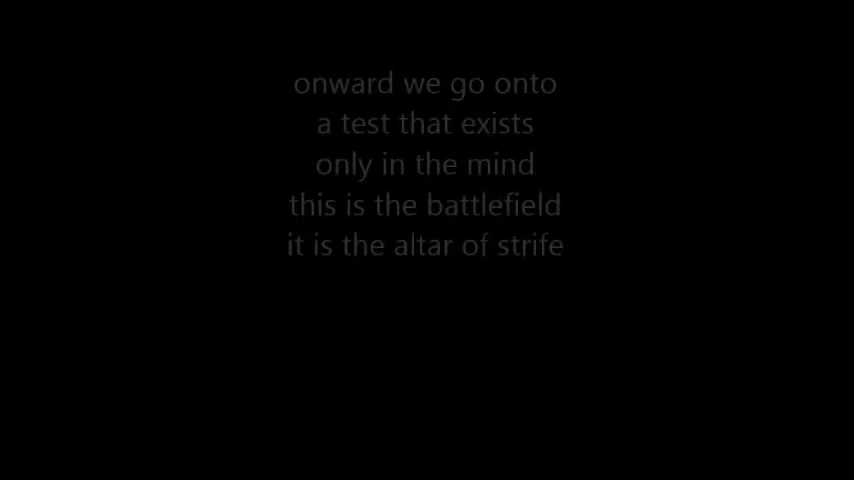 onward we go onto
a test that exists
only in the mind
this is the battlefield
it is the altar of strife